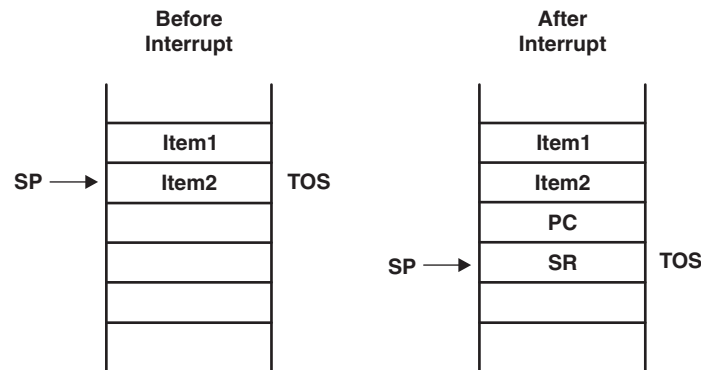 Before
Interrupt
After
Interrupt
Item1
SP
Item2
TOS
Item1
Item2
PC
SP
SR
TOS